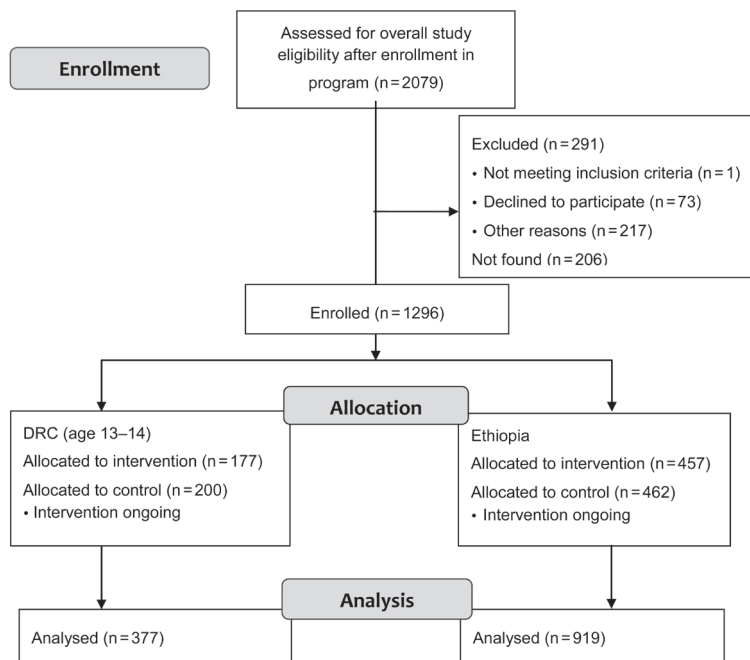 Enrollment
Assessed for overall study
eligibility after enrollment in
program (n=2079)
Excluded (n=291)
• Not meeting inclusion criteria (n=1)
• Declined to participate (n=73)
• Other reasons (n=217)
Not found (n=206)
Enrolled (n=1296)
Allocation
DRC (age 13–14)
Allocated to intervention (n=177)
Allocated to control (n=200)
• Intervention ongoing
Ethiopia
Allocated to intervention (n=457)
Allocated to control (n=462)
• Intervention ongoing
Analysis
Analysed (n=377)
Analysed (n=919)